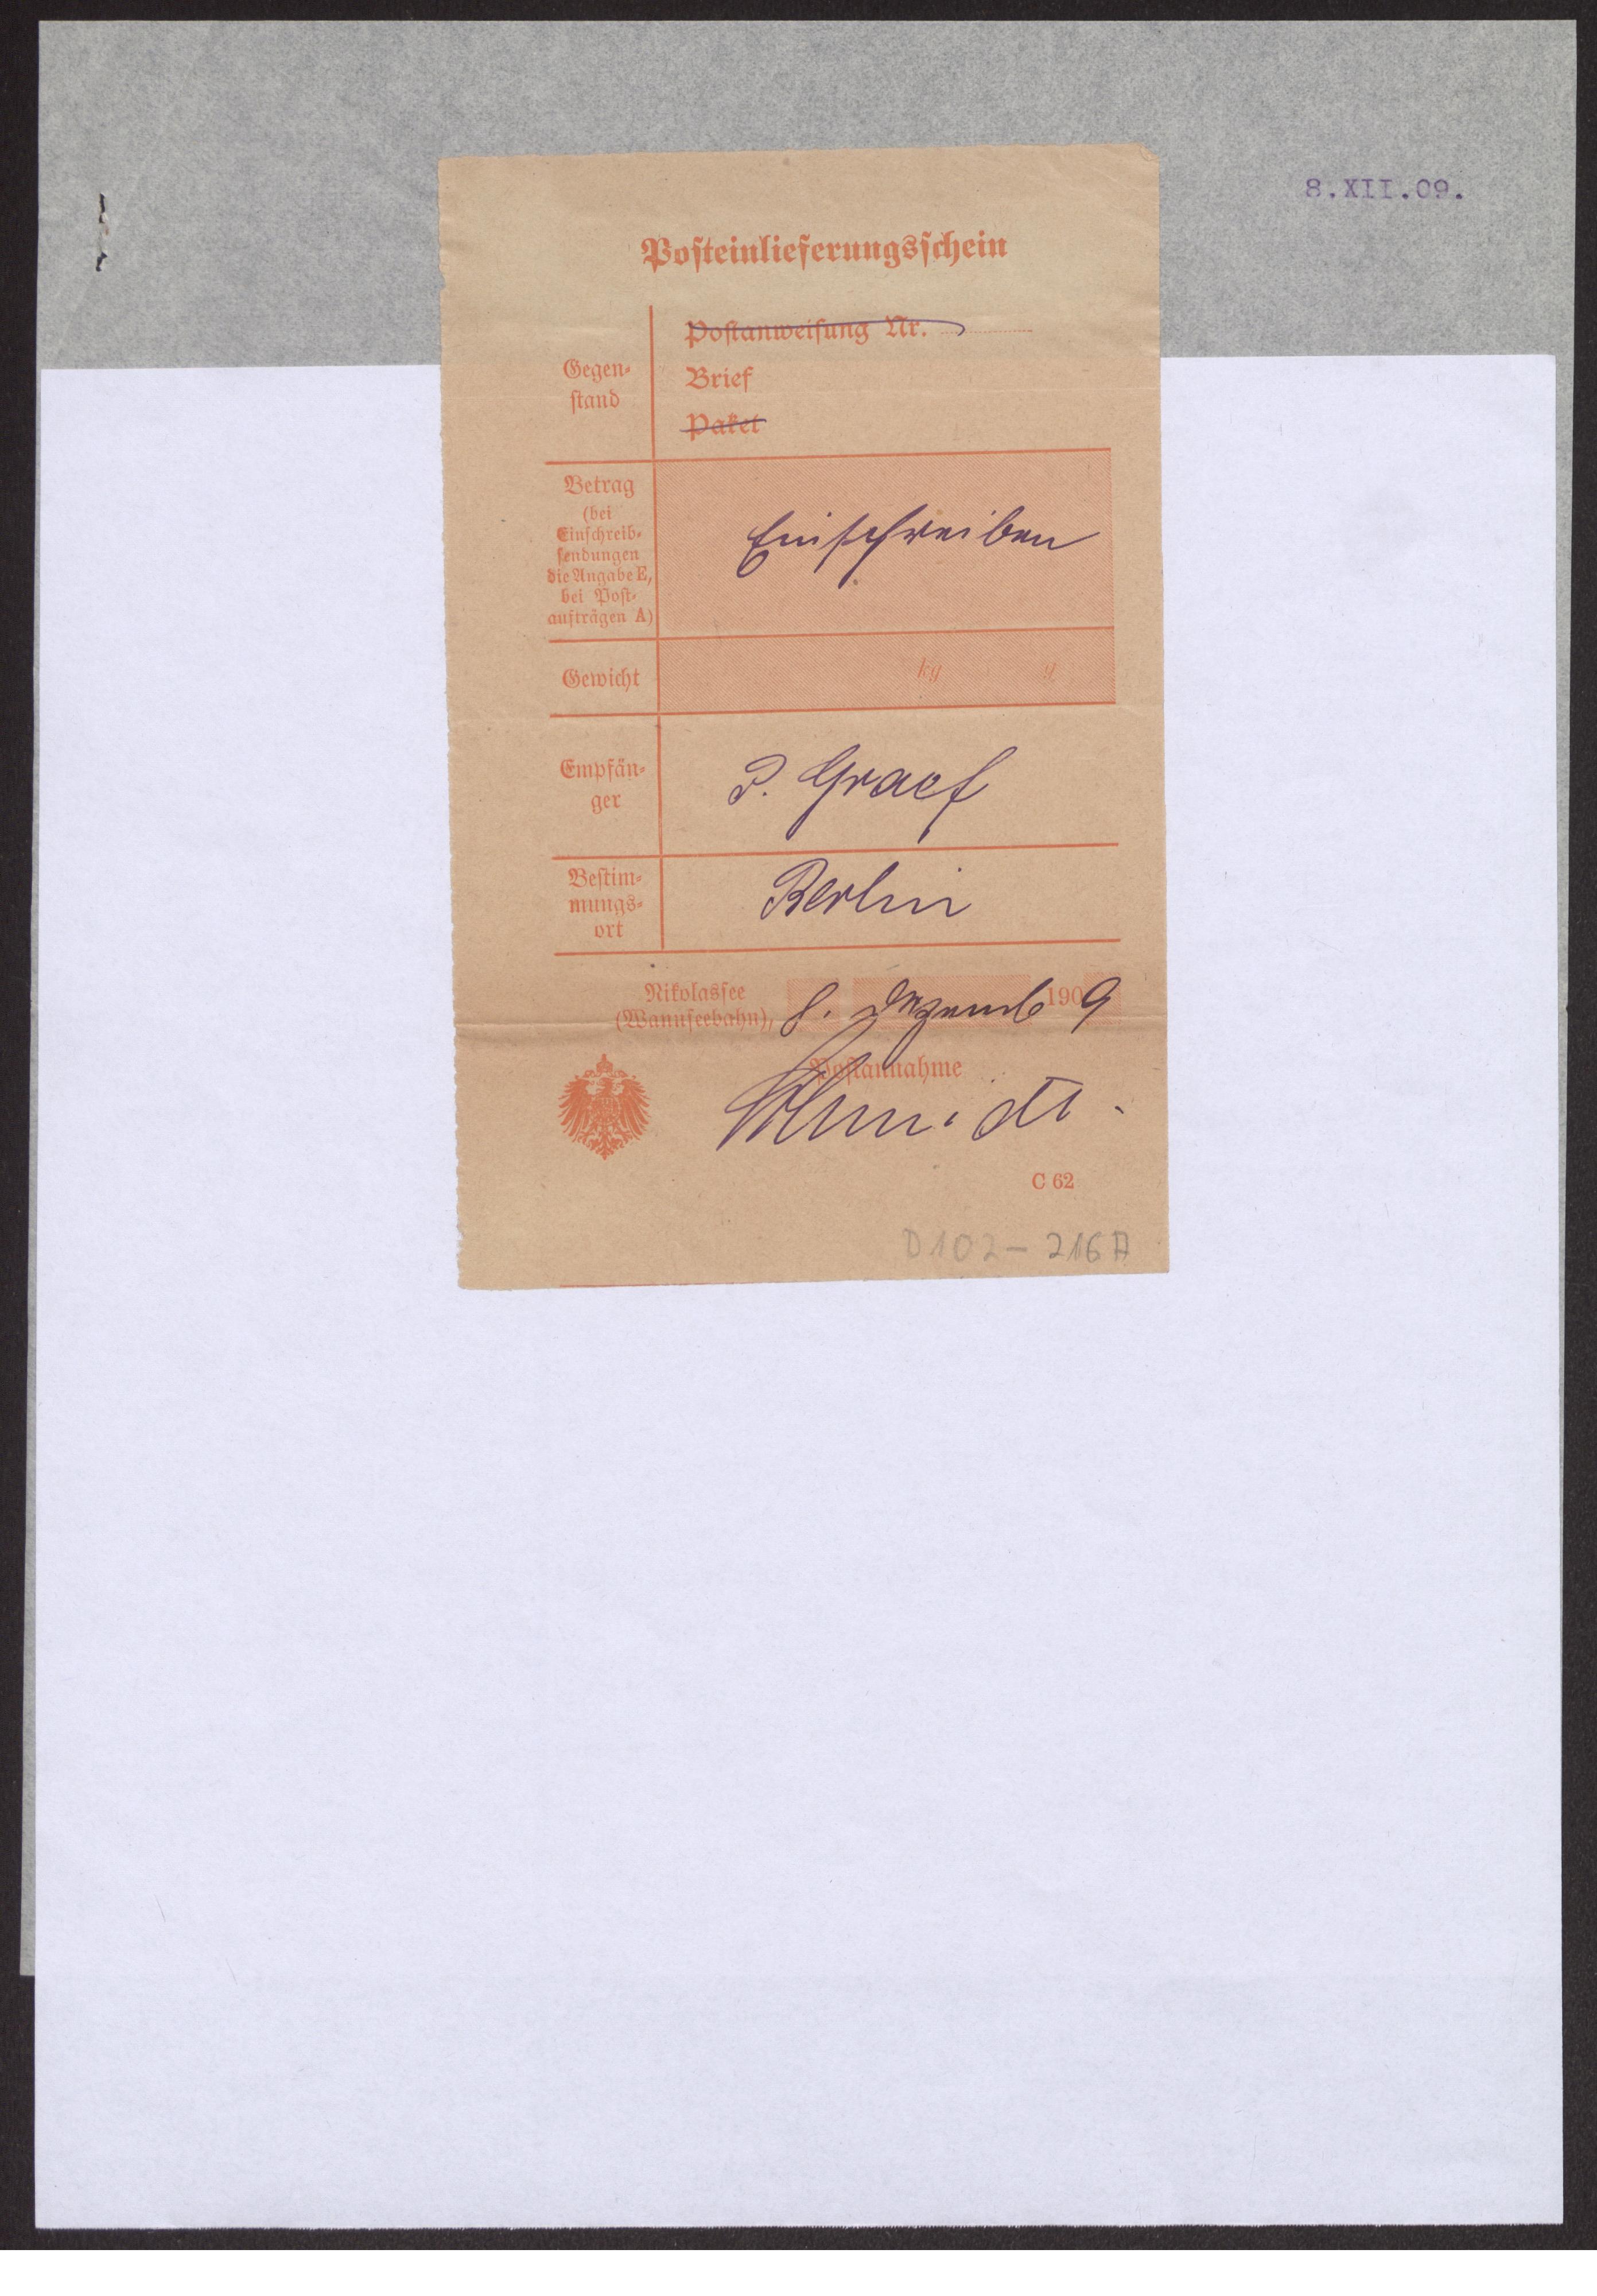 8.XII.09.
Posteinlieferungsschein
Gegen-
stand
Postanweisung Nr.
Brief
Paket
Betrag
(bei
Einschreib-
sendungen
die Angabe E,
bei Post-
aufträgen A)
Einschreiben
Gewicht
kg g
Empfän-
ger
P. Graef
Bestim-
mungs-
ort
Berlin
Nikolassee
(Wannseebahn), 8. Dezemb 1909
Postannahme
Schmidt.
C 62
D102-216A